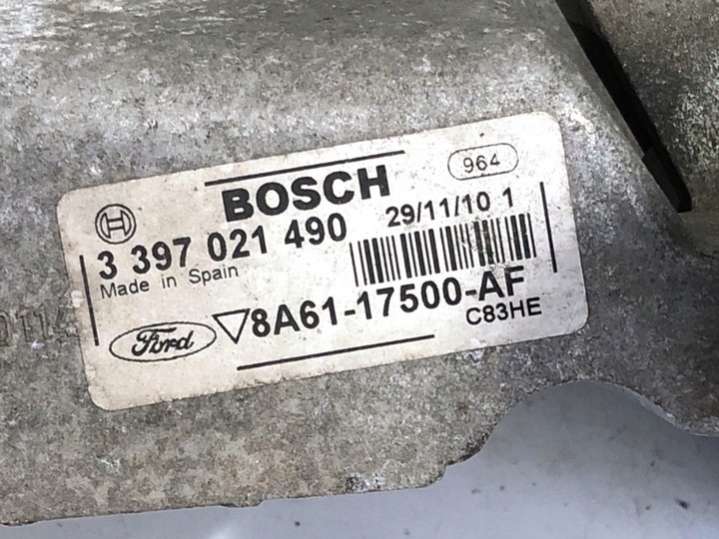 964
BOSCH
29/11/10 1
3 397 021 490
Made in Spain
Ford
8A61-17500-AF
C83HE